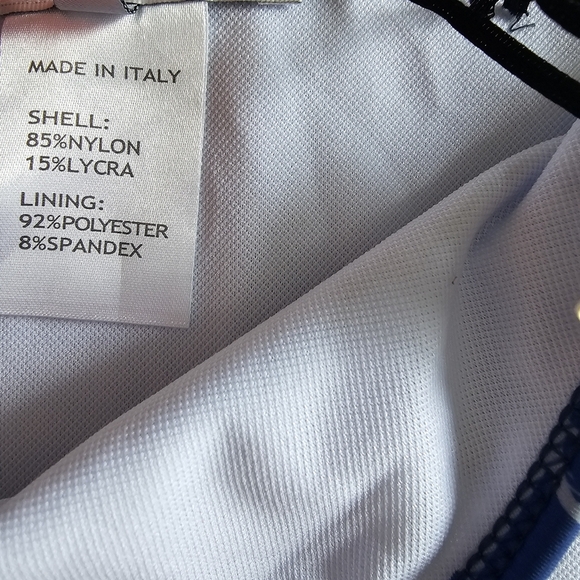 MADE IN ITALY
SHELL:
85%NYLON
15%LYCRA
LINING:
92%POLYESTER
8%SPANDEX